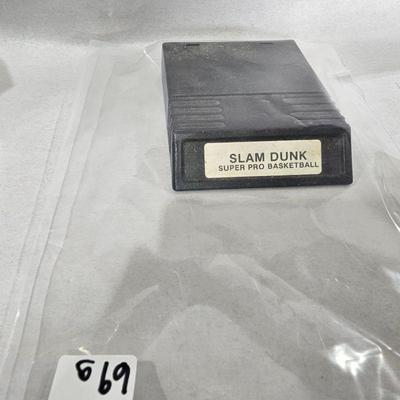 SLAM DUNK
SUPER PRO BASKETBALL